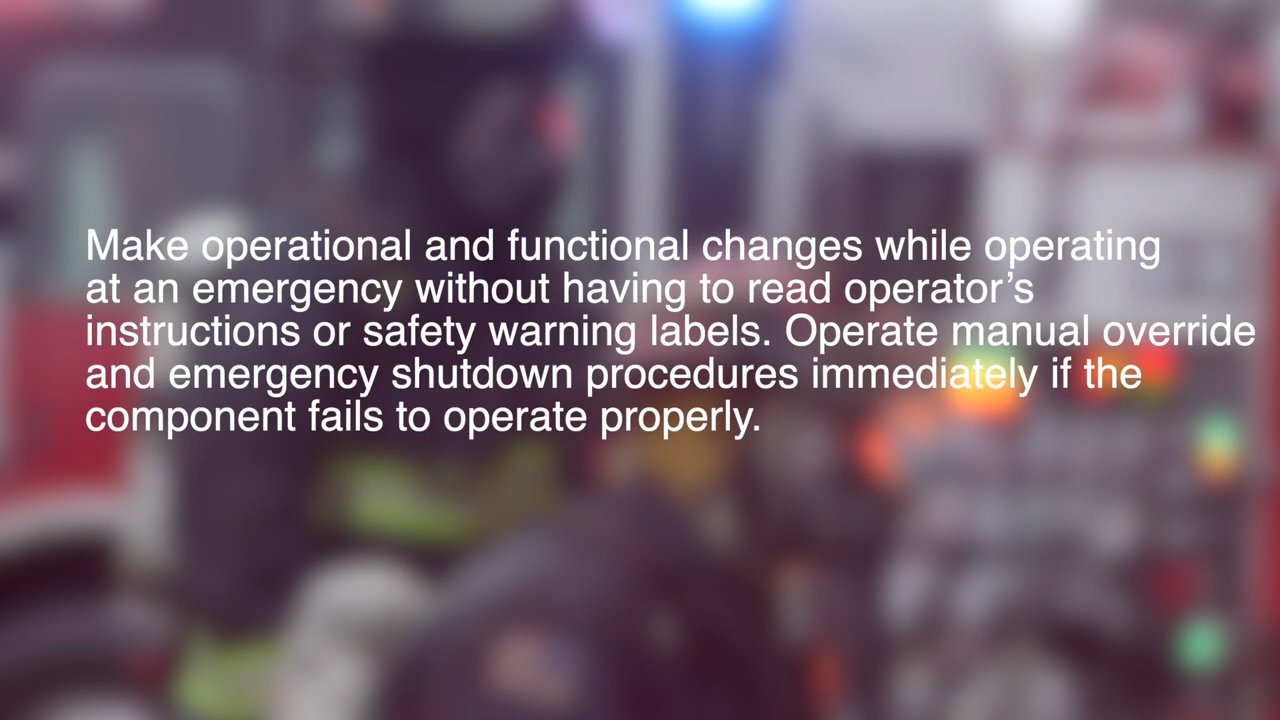 Make operational and functional changes while operating
at an emergency without having to read operator’s
instructions or safety warning labels. Operate manual override
and emergency shutdown procedures immediately if the
component fails to operate properly.